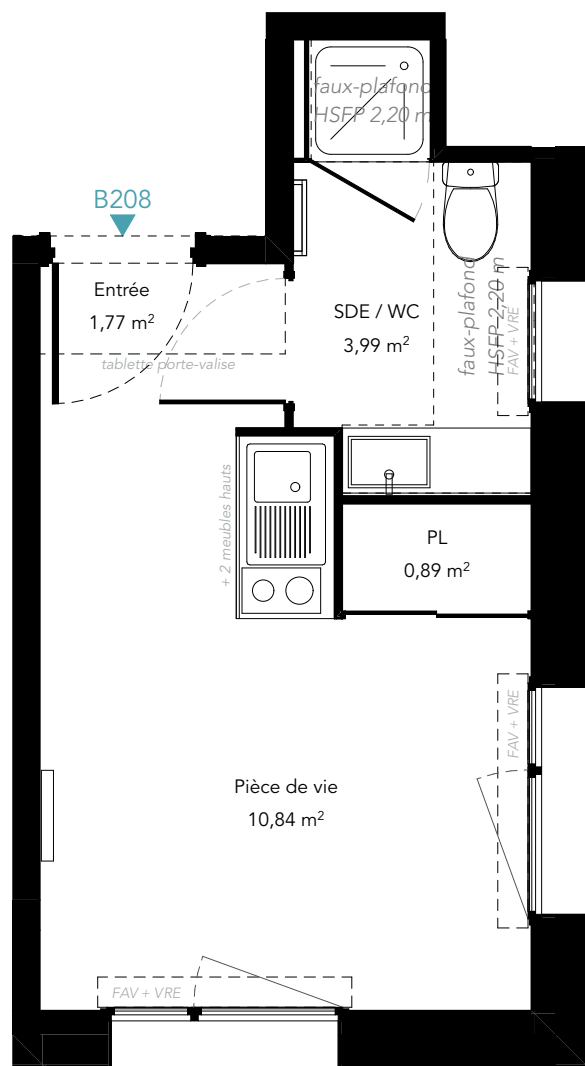 faux-plafond
HSFP 2,20 m
B208
Entrée
1,77 m²
tablette porte-valise
SDE / WC
3,99 m²
faux-plafond
HSFP 2,20 m
FAV + VRE
+ 2 meubles hauts
PL
0,89 m²
FAV + VRE
Pièce de vie
10,84 m²
FAV + VRE